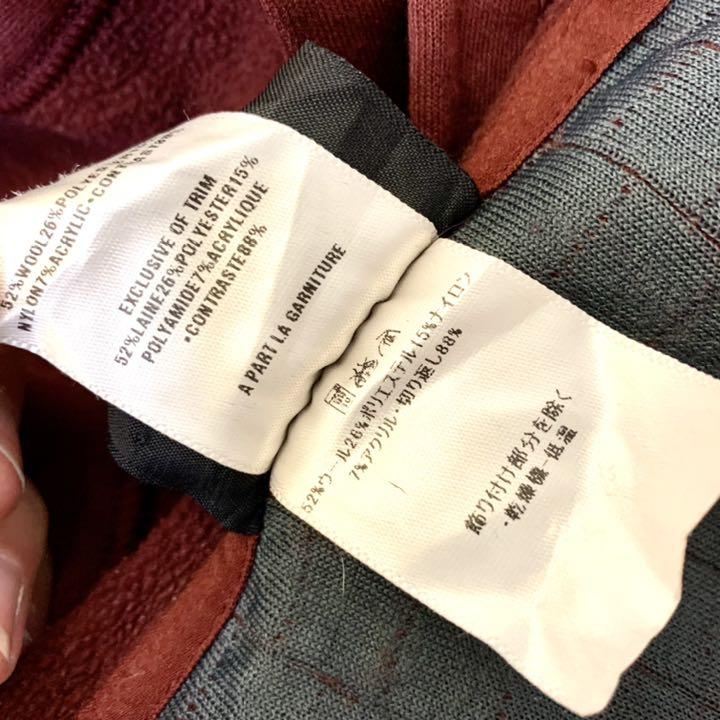 52%WOOL26%POLYES
NYLON7%ACRYLIC•CONTRAST
EXCLUSIVE OF TRIM
52%LAINE26%POLYESTER15%
POLYAMIDE7%ACRYLIQUE
•CONTRASTE88%
A PART LA GARNITURE
52%ウール26%ポリエステル15%ナイロン
7%アクリル・切り返し88%
飾り付け部分を除く
・乾燥機−低温